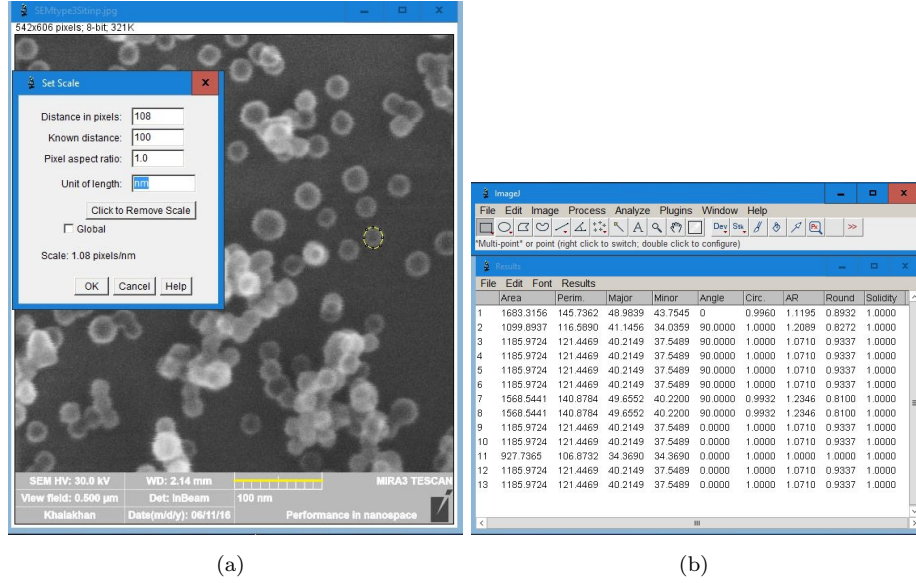 SEMtype3Sitinp.jpg
542x606 pixels; 8-bit; 321K
Set Scale
Distance in pixels: 108
Known distance: 100
Pixel aspect ratio: 1.0
Unit of length: nm
Click to Remove Scale
Global
Scale: 1.08 pixels/nm
OK Cancel Help
SEM HV: 30.0 kV WD: 2.14 mm MIRA3 TESCAN
View field: 0.500 µm Det: InBeam 100 nm
Khalakhan Date(m/d/y): 06/11/16 Performance in nanospace
(a)
ImageJ
File Edit Image Process Analyze Plugins Window Help
A Dev Stk >>
*Multi-point* or point (right click to switch; double click to configure)
Results
File Edit Font Results
Area Perim. Major Minor Angle Circ. AR Round Solidity
1 1683.3156 145.7362 48.9839 43.7545 0 0.9960 1.1195 0.8932 1.0000
2 1099.8937 116.5890 41.1456 34.0359 90.0000 1.0000 1.2089 0.8272 1.0000
3 1185.9724 121.4469 40.2149 37.5489 90.0000 1.0000 1.0710 0.9337 1.0000
4 1185.9724 121.4469 40.2149 37.5489 90.0000 1.0000 1.0710 0.9337 1.0000
5 1185.9724 121.4469 40.2149 37.5489 90.0000 1.0000 1.0710 0.9337 1.0000
6 1185.9724 121.4469 40.2149 37.5489 90.0000 1.0000 1.0710 0.9337 1.0000
7 1568.5441 140.8784 49.6552 40.2200 90.0000 0.9932 1.2346 0.8100 1.0000
8 1568.5441 140.8784 49.6552 40.2200 90.0000 0.9932 1.2346 0.8100 1.0000
9 1185.9724 121.4469 40.2149 37.5489 0.0000 1.0000 1.0710 0.9337 1.0000
10 1185.9724 121.4469 40.2149 37.5489 0.0000 1.0000 1.0710 0.9337 1.0000
11 927.7365 106.8732 34.3690 34.3690 0.0000 1.0000 1.0000 1.0000 1.0000
12 1185.9724 121.4469 40.2149 37.5489 0.0000 1.0000 1.0710 0.9337 1.0000
13 1185.9724 121.4469 40.2149 37.5489 0.0000 1.0000 1.0710 0.9337 1.0000
(b)